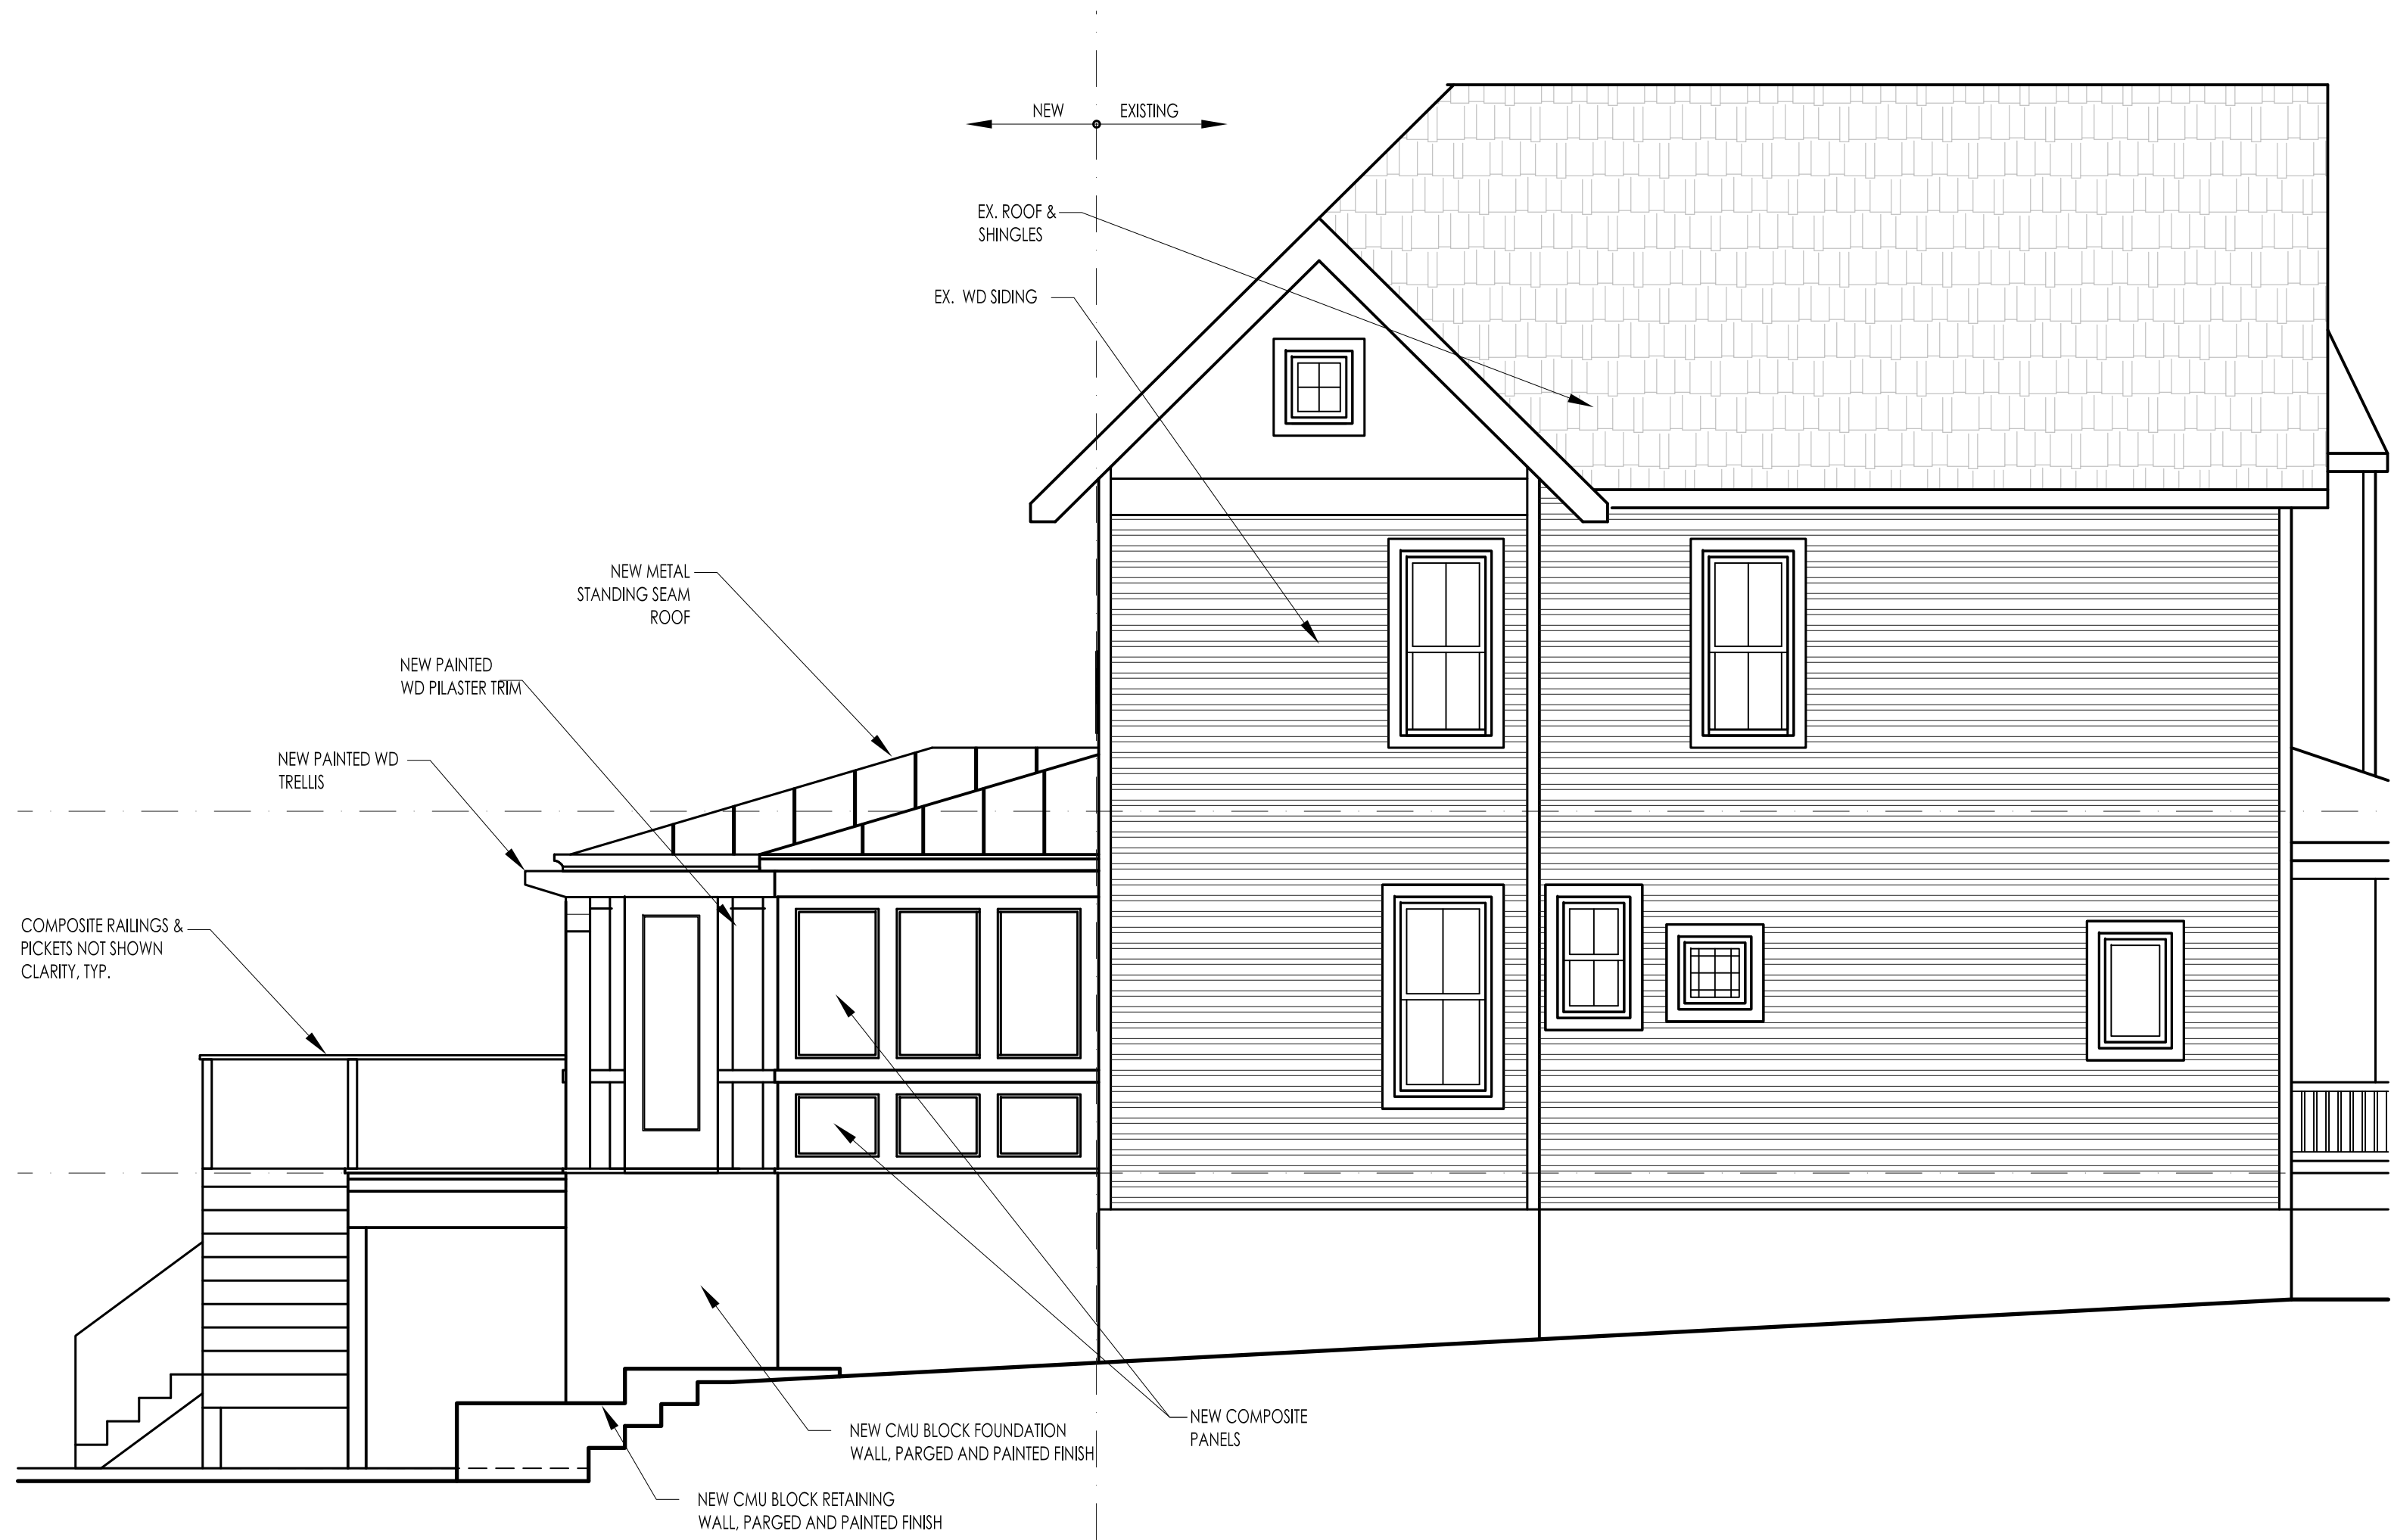 NEW EXISTING
EX. ROOF &
SHINGLES
EX. WD SIDING
NEW METAL
STANDING SEAM
ROOF
NEW PAINTED
WD PILASTER TRIM
NEW PAINTED WD
TRELLIS
COMPOSITE RAILINGS &
PICKETS NOT SHOWN
CLARITY, TYP.
NEW COMPOSITE
PANELS
NEW CMU BLOCK FOUNDATION
WALL, PARGED AND PAINTED FINISH
NEW CMU BLOCK RETAINING
WALL, PARGED AND PAINTED FINISH